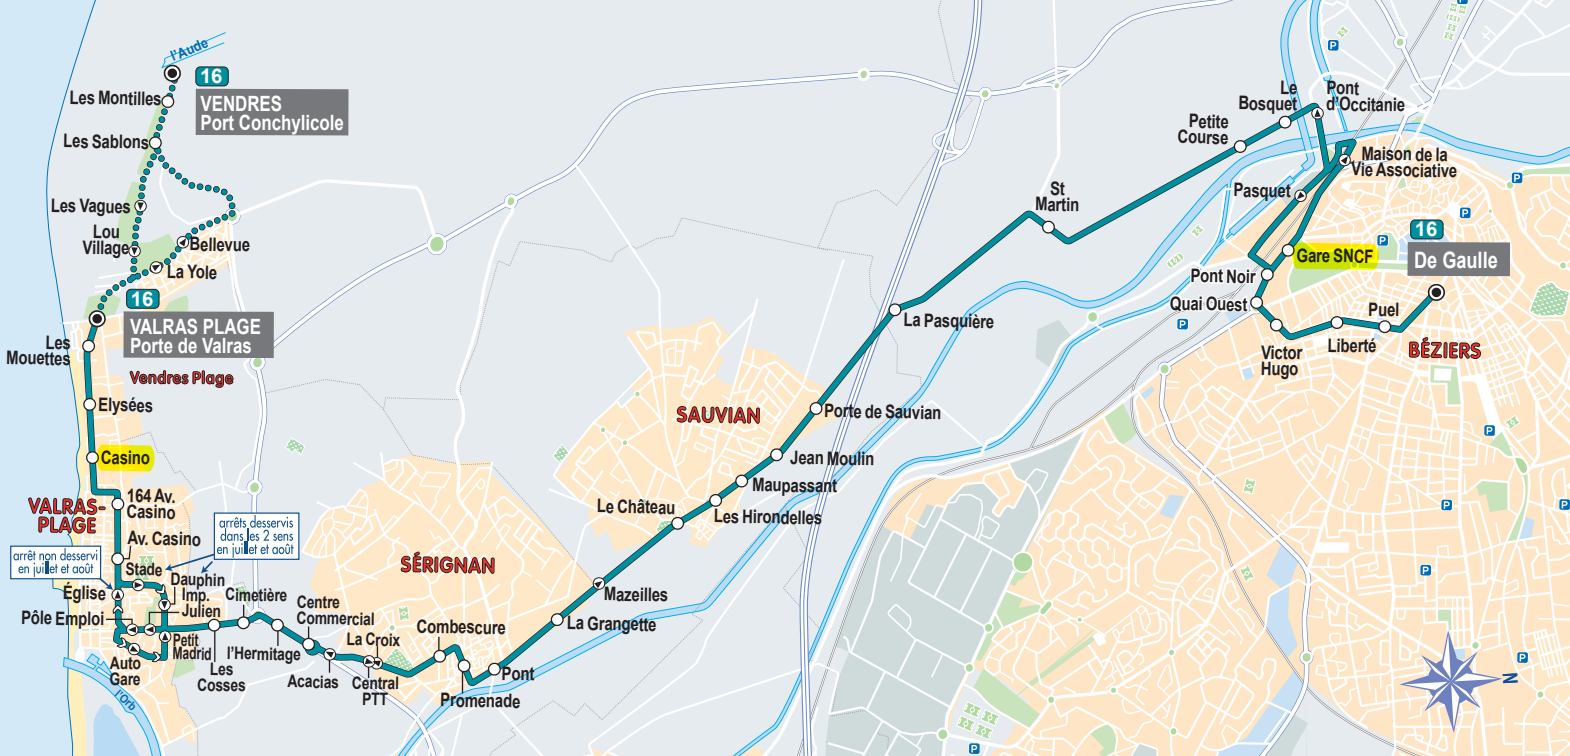 l'Aude
16
VENDRES
Port Conchylicole
Les Montilles
Les Sablons
Les Vagues
Lou
Village
Bellevue
La Yole
16
VALRAS PLAGE
Porte de Valras
Les
Mouettes
Vendres Plage
Elysées
Casino
VALRAS-
PLAGE
164 Av.
Casino
Av. Casino
arrêts desservis
dans les 2 sens
en juillet et août
arrêt non desservi
en juillet et août
Stade
Église
Dauphin
Imp.
Julien
Pôle Emploi
Petit
Madrid
Auto
Gare
l'Orb
Les
Cosses
Cimetière
l'Hermitage
Centre
Commercial
Acacias
La Croix
Central
PTT
Combescure
Promenade
Pont
SÉRIGNAN
La Grangette
Mazeilles
Le Château
Les Hirondelles
Maupassant
Jean Moulin
SAUVIAN
Porte de Sauvian
La Pasquière
St
Martin
Petite
Course
Le
Bosquet
Pont
d'Occitanie
Maison de la
Vie Associative
Pasquet
Gare SNCF
Pont Noir
Quai Ouest
Victor
Hugo
Liberté
Puel
16
De Gaulle
BÉZIERS
P
P
P
P
P
P
P
P
P
P
P
P
P
N